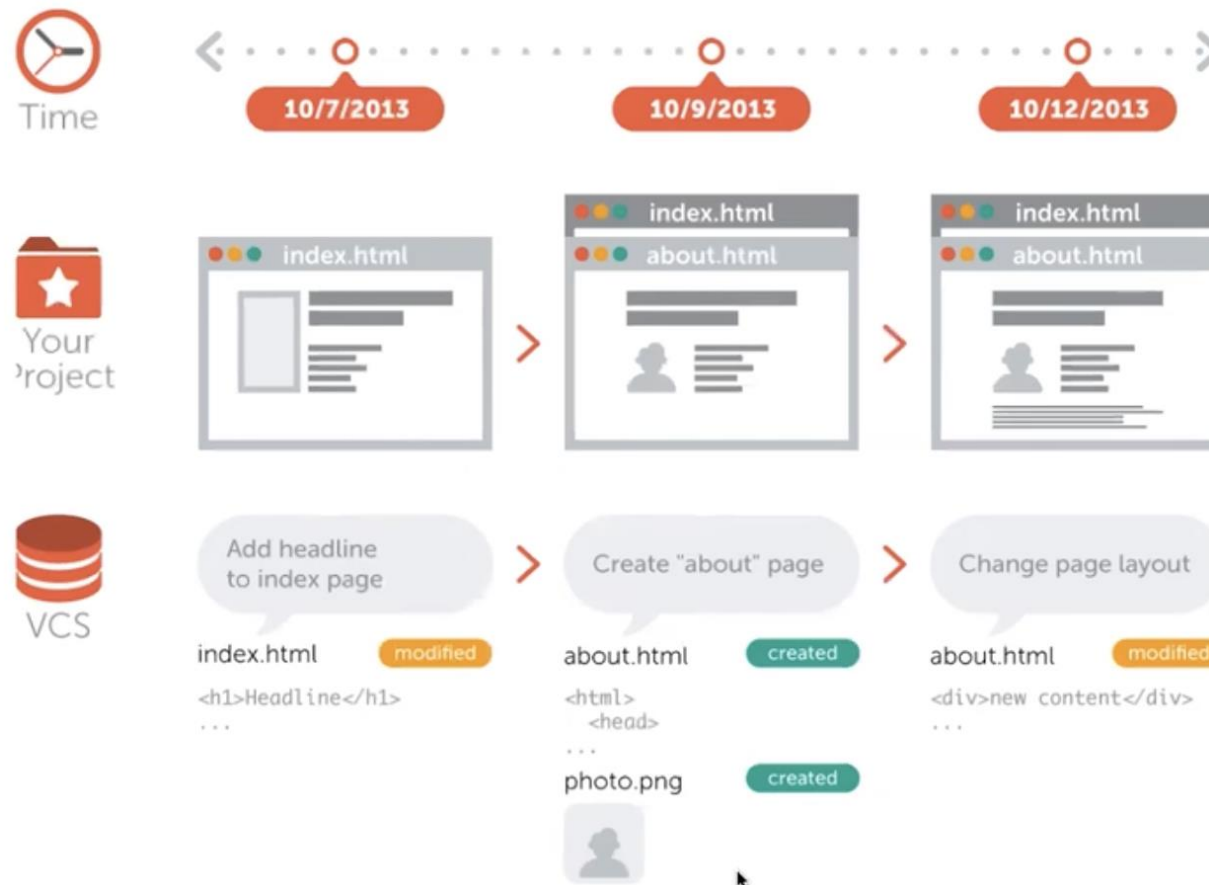 Time
10/7/2013
10/9/2013
10/12/2013
Your
Project
index.html
index.html
about.html
index.html
about.html
VCS
Add headline
to index page
Create "about" page
Change page layout
index.html
modified
<h1>Headline</h1>
...
about.html
created
<html>
<head>
...
photo.png
created
about.html
modified
<div>new content</div>
...